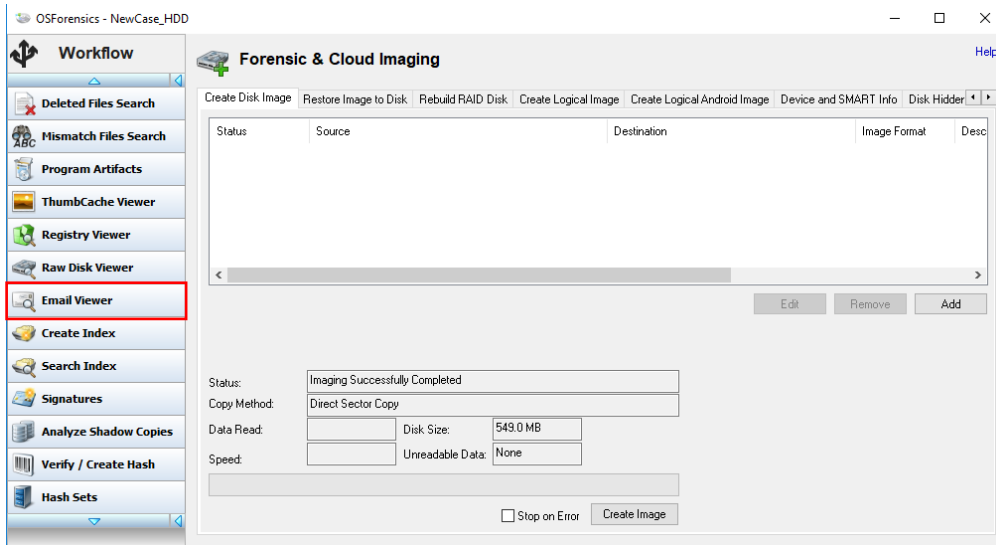 OSForensics - NewCase_HDD
Workflow
Deleted Files Search
Mismatch Files Search
Program Artifacts
ThumbCache Viewer
Registry Viewer
Raw Disk Viewer
Email Viewer
Create Index
Search Index
Signatures
Analyze Shadow Copies
Verify / Create Hash
Hash Sets
Forensic & Cloud Imaging
Help
Create Disk Image Restore Image to Disk Rebuild RAID Disk Create Logical Image Create Logical Android Image Device and SMART Info Disk Hidden
Status Source Destination Image Format Desc
Edit Remove Add
Status: Imaging Successfully Completed
Copy Method: Direct Sector Copy
Data Read: Disk Size: 549.0 MB
Speed: Unreadable Data: None
Stop on Error Create Image
ABC